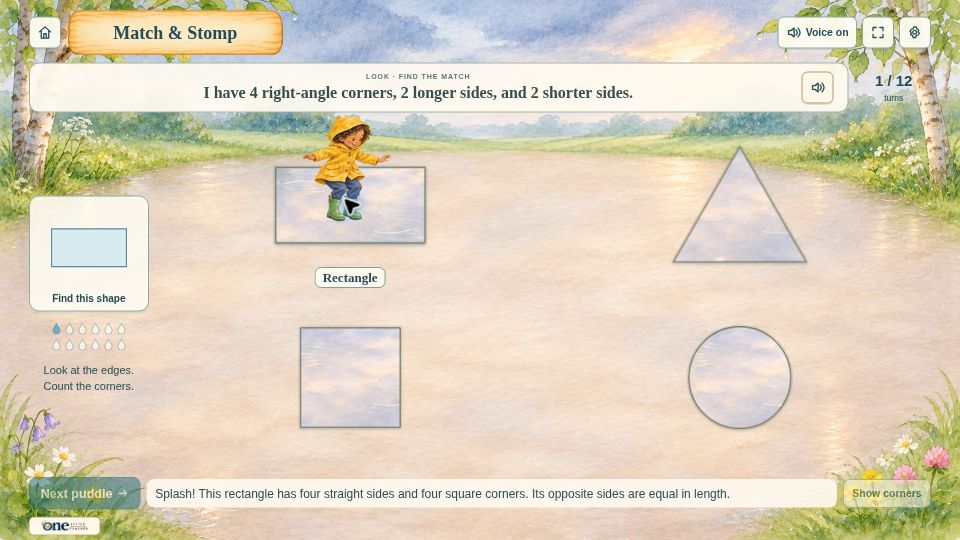 Match & Stomp
Voice on
LOOK · FIND THE MATCH
I have 4 right-angle corners, 2 longer sides, and 2 shorter sides.
1 / 12
turns
Find this shape
Rectangle
Look at the edges.
Count the corners.
Next puddle →
Splash! This rectangle has four straight sides and four square corners. Its opposite sides are equal in length.
Show corners
one